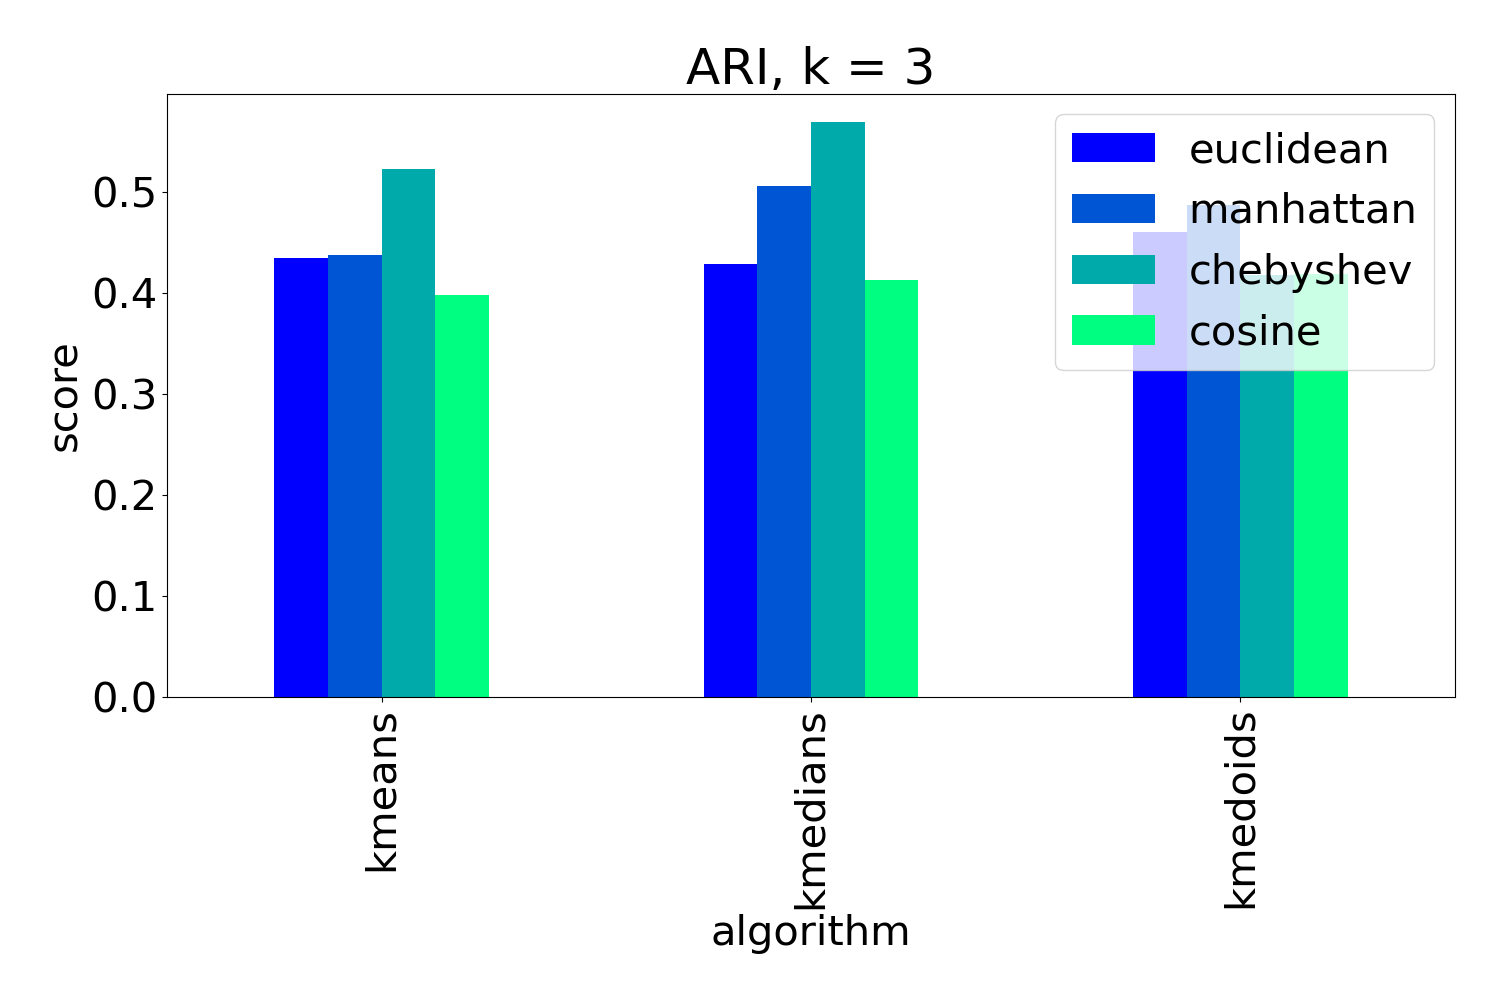 ARI, k = 3
score
0.5
0.4
0.3
0.2
0.1
0.0
euclidean
manhattan
chebyshev
cosine
kmeans
kmedians
kmedoids
algorithm